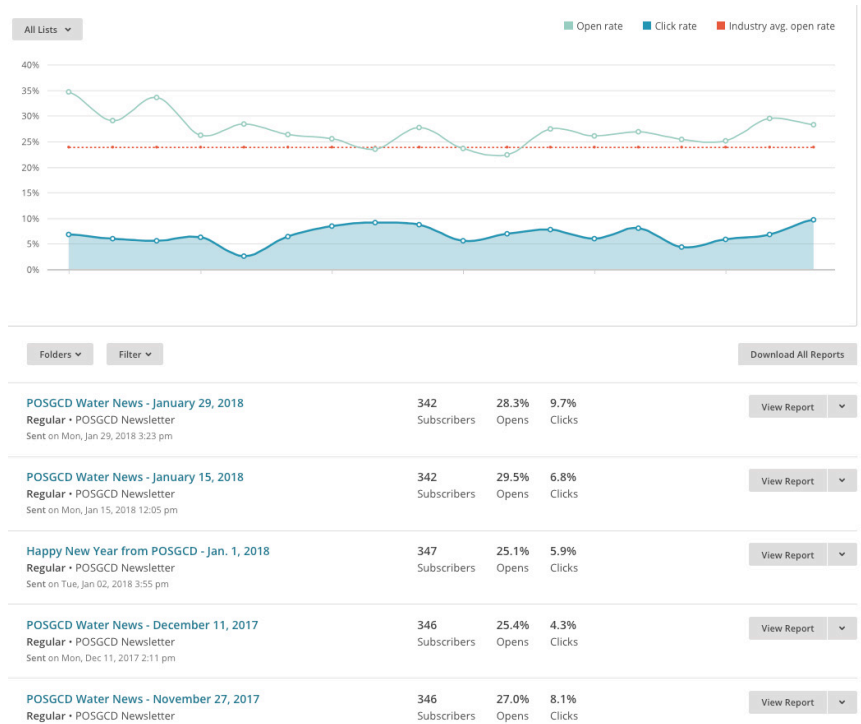 All Lists
Open rate Click rate Industry avg. open rate
40%
35%
30%
25%
20%
15%
10%
5%
0%
Folders Filter Download All Reports
POSGCD Water News - January 29, 2018 342 28.3% 9.7% View Report
Regular • POSGCD Newsletter Subscribers Opens Clicks
Sent on Mon, Jan 29, 2018 3:23 pm
POSGCD Water News - January 15, 2018 342 29.5% 6.8% View Report
Regular • POSGCD Newsletter Subscribers Opens Clicks
Sent on Mon, Jan 15, 2018 12:05 pm
Happy New Year from POSGCD - Jan. 1, 2018 347 25.1% 5.9% View Report
Regular • POSGCD Newsletter Subscribers Opens Clicks
Sent on Tue, Jan 02, 2018 3:55 pm
POSGCD Water News - December 11, 2017 346 25.4% 4.3% View Report
Regular • POSGCD Newsletter Subscribers Opens Clicks
Sent on Mon, Dec 11, 2017 2:11 pm
POSGCD Water News - November 27, 2017 346 27.0% 8.1% View Report
Regular • POSGCD Newsletter Subscribers Opens Clicks